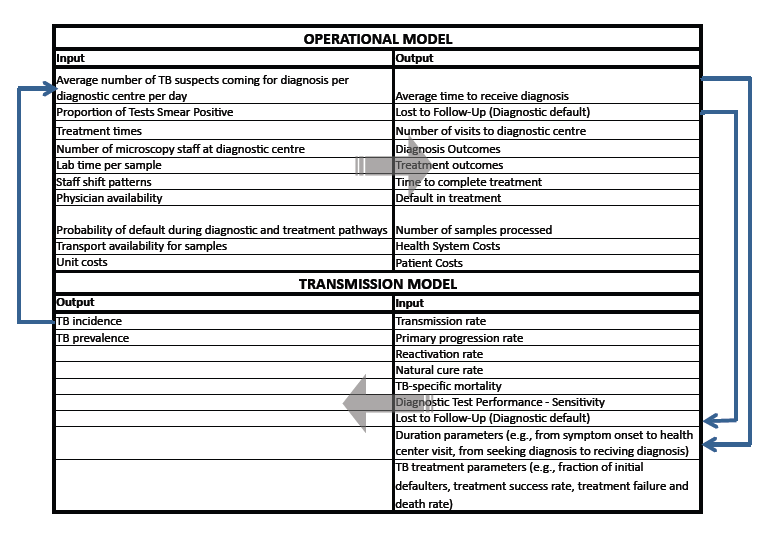 OPERATIONAL MODEL
Input Output
Average number of TB suspects coming for diagnosis per
diagnostic centre per day Average time to receive diagnosis
Proportion of Tests Smear Positive Lost to Follow-Up (Diagnostic default)
Treatment times Number of visits to diagnostic centre
Number of microscopy staff at diagnostic centre Diagnosis Outcomes
Lab time per sample Treatment outcomes
Staff shift patterns Time to complete treatment
Physician availability Default in treatment
Probability of default during diagnostic and treatment pathways Number of samples processed
Transport availability for samples Health System Costs
Unit costs Patient Costs
TRANSMISSION MODEL
Output Input
TB incidence Transmission rate
TB prevalence Primary progression rate
Reactivation rate
Natural cure rate
TB-specific mortality
Diagnostic Test Performance - Sensitivity
Lost to Follow-Up (Diagnostic default)
Duration parameters (e.g., from symptom onset to health
center visit, from seeking diagnosis to reciving diagnosis)
TB treatment parameters (e.g., fraction of initial
defaulters, treatment success rate, treatment failure and
death rate)